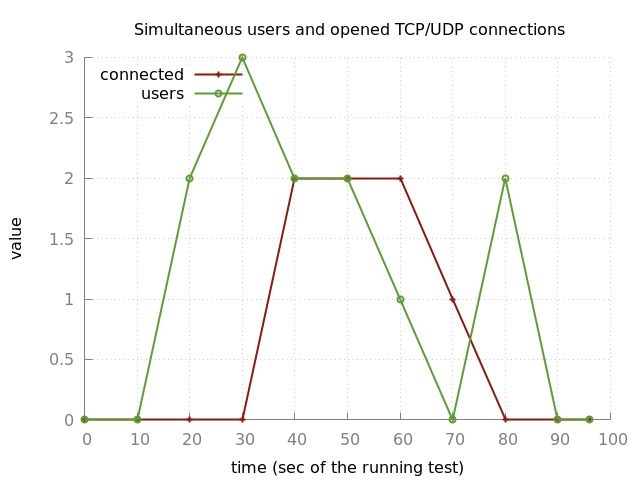 Simultaneous users and opened TCP/UDP connections
connected
users
3
2.5
2
1.5
1
0.5
0
value
0 10 20 30 40 50 60 70 80 90 100
time (sec of the running test)